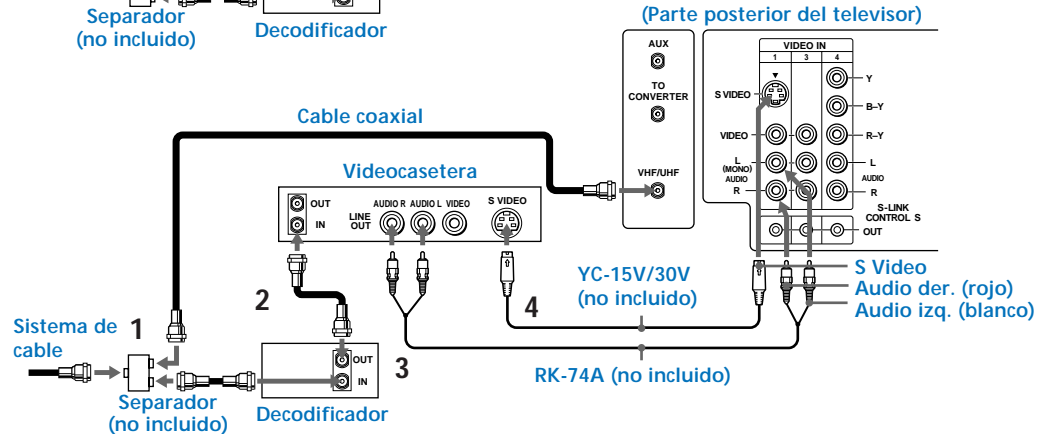 Separador
(no incluido)
Decodificador
(Parte posterior del televisor)
AUX
TO
CONVERTER
VHF/UHF
VIDEO IN
1 3 4
S VIDEO
VIDEO
L
(MONO)
AUDIO
R
Y
B–Y
R–Y
L
AUDIO
R
S-LINK
CONTROL S
OUT
Cable coaxial
Videocasetera
OUT
IN
LINE
OUT
AUDIO R AUDIO L VIDEO
S VIDEO
2
4
YC-15V/30V
(no incluido)
S Video
Audio der. (rojo)
Audio izq. (blanco)
Sistema de
cable
1
3
OUT
IN
RK-74A (no incluido)
Separador
(no incluido)
Decodificador